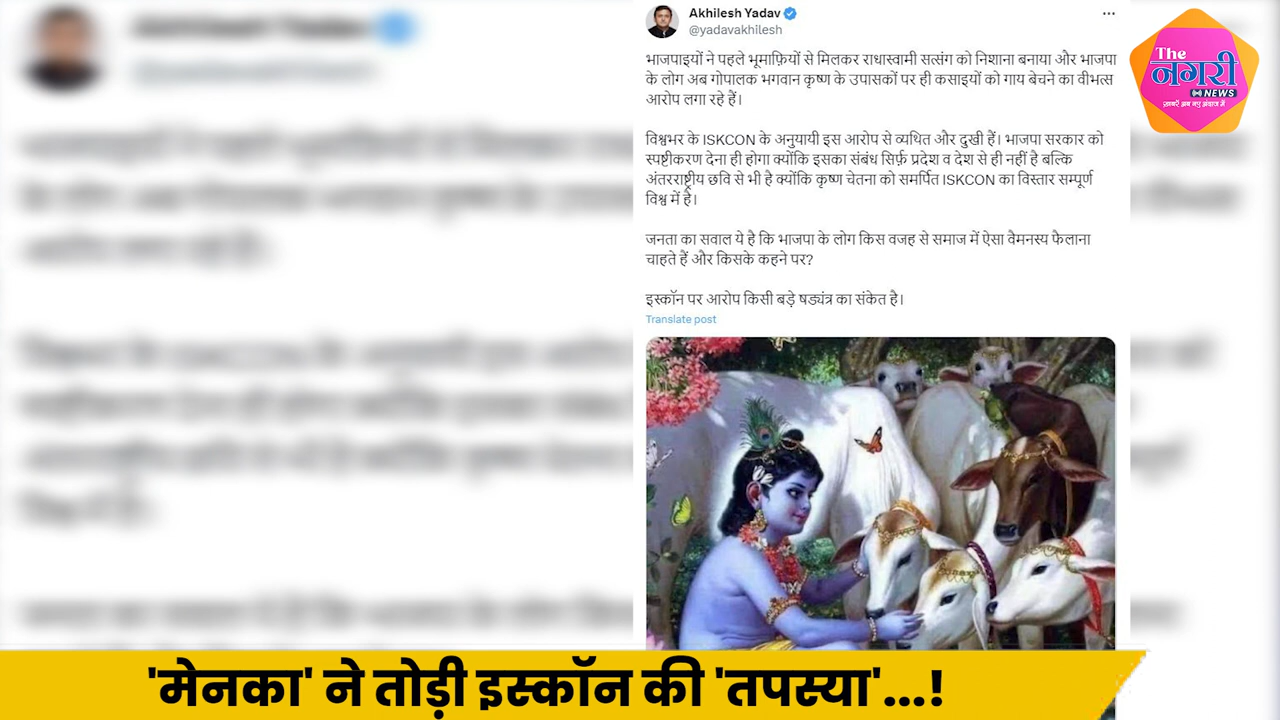 Akhilesh Yadav
@yadavakhilesh
भाजपाइयों ने पहले भूमाफ़ियों से मिलकर राधास्वामी सत्संग को निशाना बनाया और भाजपा
के लोग अब गोपालक भगवान कृष्ण के उपासकों पर ही कसाइयों को गाय बेचने का वीभत्स
आरोप लगा रहे हैं।
विश्वभर के ISKCON के अनुयायी इस आरोप से व्यथित और दुखी हैं। भाजपा सरकार को
स्पष्टीकरण देना ही होगा क्योंकि इसका संबंध सिर्फ़ प्रदेश व देश से ही नहीं है बल्कि
अंतरराष्ट्रीय छवि से भी है क्योंकि कृष्ण चेतना को समर्पित ISKCON का विस्तार सम्पूर्ण
विश्व में है।
जनता का सवाल ये है कि भाजपा के लोग किस वजह से समाज में ऐसा वैमनस्य फैलाना
चाहते हैं और किसके कहने पर?
इस्कॉन पर आरोप किसी बड़े षड्यंत्र का संकेत है।
Translate post
The
नगरी
NEWS
ख़बरें अब नए अंदाज में
'मेनका' ने तोड़ी इस्कॉन की 'तपस्या'...!